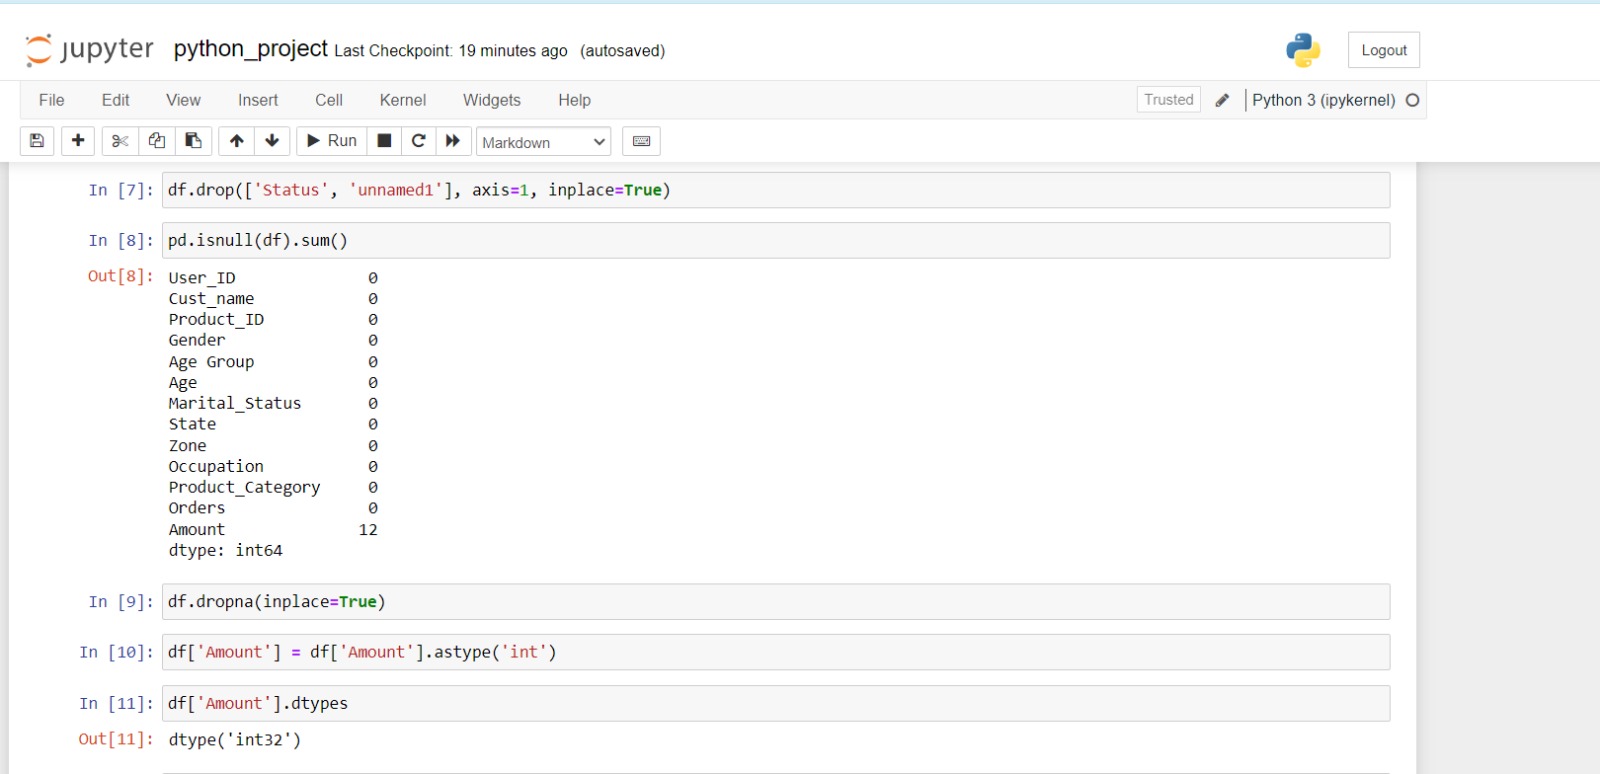 jupyter python_project Last Checkpoint: 19 minutes ago (autosaved)
Logout
File Edit View Insert Cell Kernel Widgets Help
Trusted Python 3 (ipykernel)
Run Markdown
In [7]: df.drop(['Status', 'unnamed1'], axis=1, inplace=True)
In [8]: pd.isnull(df).sum()
Out[8]: User_ID 0
Cust_name 0
Product_ID 0
Gender 0
Age Group 0
Age 0
Marital_Status 0
State 0
Zone 0
Occupation 0
Product_Category 0
Orders 0
Amount 12
dtype: int64
In [9]: df.dropna(inplace=True)
In [10]: df['Amount'] = df['Amount'].astype('int')
In [11]: df['Amount'].dtypes
Out[11]: dtype('int32')